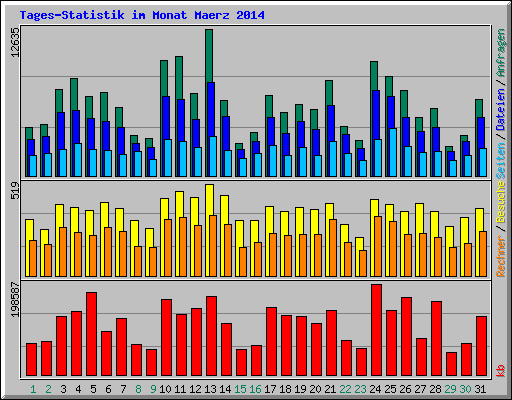 Tages-Statistik im Monat Maerz 2014
12635
519
198587
Rechner / Besuche Seiten / Dateien / Anfragen
kb
1 2 3 4 5 6 7 8 9 10 11 12 13 14 15 16 17 18 19 20 21 22 23 24 25 26 27 28 29 30 31